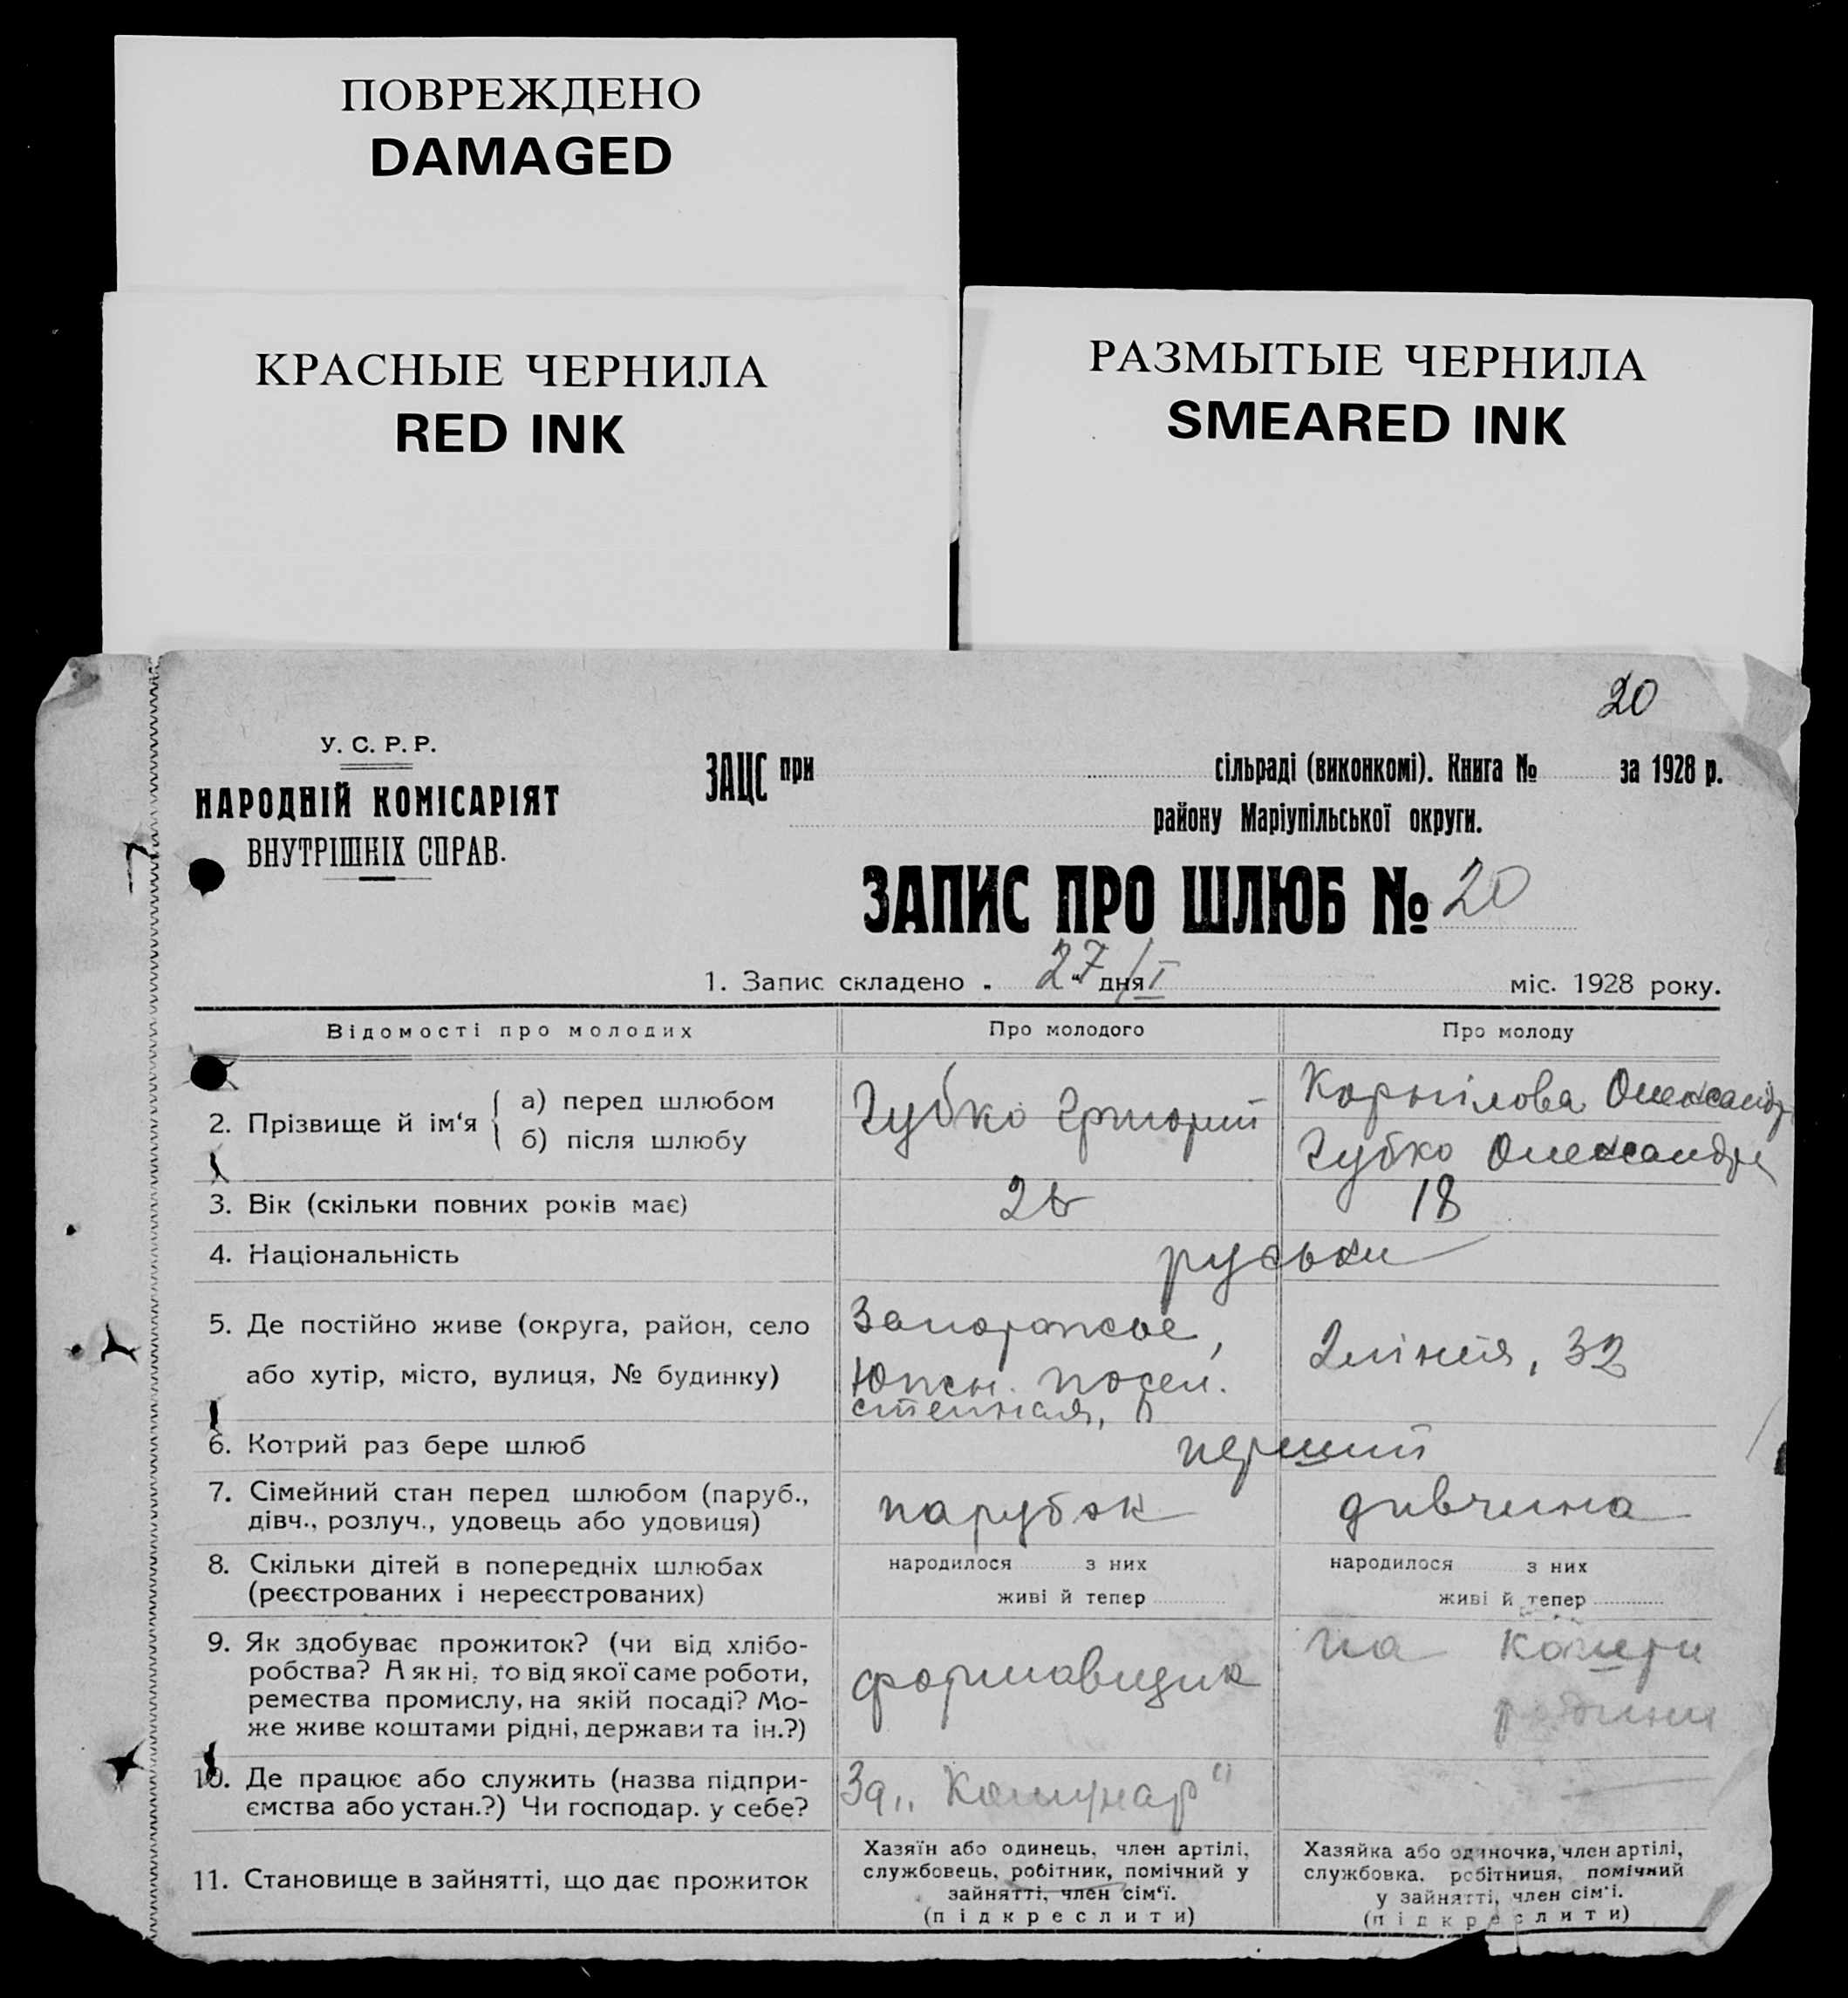 ПОВРЕЖДЕНО
DAMAGED
КРАСНЫЕ ЧЕРНИЛА
RED INK
РАЗМЫТЫЕ ЧЕРНИЛА
SMEARED INK
20
У. С. Р. Р.
НАРОДНІЙ КОМІСАРІЯТ
ВНУТРІШНІХ СПРАВ.
ЗАЦС при сільраді (виконкомі). Книга № за 1928 р.
району Маріупільської округи.
ЗАПИС ПРО ШЛЮБ № 20
1. Запис складено „ 27 “ дня /I міс. 1928 року.
Відомості про молодих
Про молодого
Про молоду
2. Прізвище й ім‘я { а) перед шлюбом
б) після шлюбу
Губко Григорий
Корнілова Олександр
Губко Олександра
3. Вік (скільки повних років має)
18
4. Національність
руськи
5. Де постійно живе (округа, район, село
або хутір, місто, вулиця, № будинку)
Запорожье,
Южн. посел.
степная,
2 лінія, 32
6. Котрий раз бере шлюб
перший
7. Сімейний стан перед шлюбом (паруб.,
дівч., розлуч., удовець або удовиця)
парубок
дивчина
8. Скільки дітей в попередніх шлюбах
(реєстрованих і нереєстрованих)
народилося з них
живі й тепер
народилося з них
живі й тепер
9. Як здобуває прожиток? (чи від хлібо-
робства? А як ні, то від якої саме роботи,
ремества промислу, на якій посаді? Мо-
же живе коштами рідні, держави та ін.?)
формовщик
на кошти
родини
10. Де працює або служить (назва підпри-
ємства або устан.?) Чи господар. у себе?
Зд „Комунар“
11. Становище в зайнятті, що дає прожиток
Хазяїн або одинець, член артілі,
службовець, робітник, помічний у
зайнятті, член сім‘ї.
(підкреслити)
Хазяйка або одиночка, член артілі,
службовка, робітниця, помічний
у зайнятті, член сім‘ї.
(підкреслити)